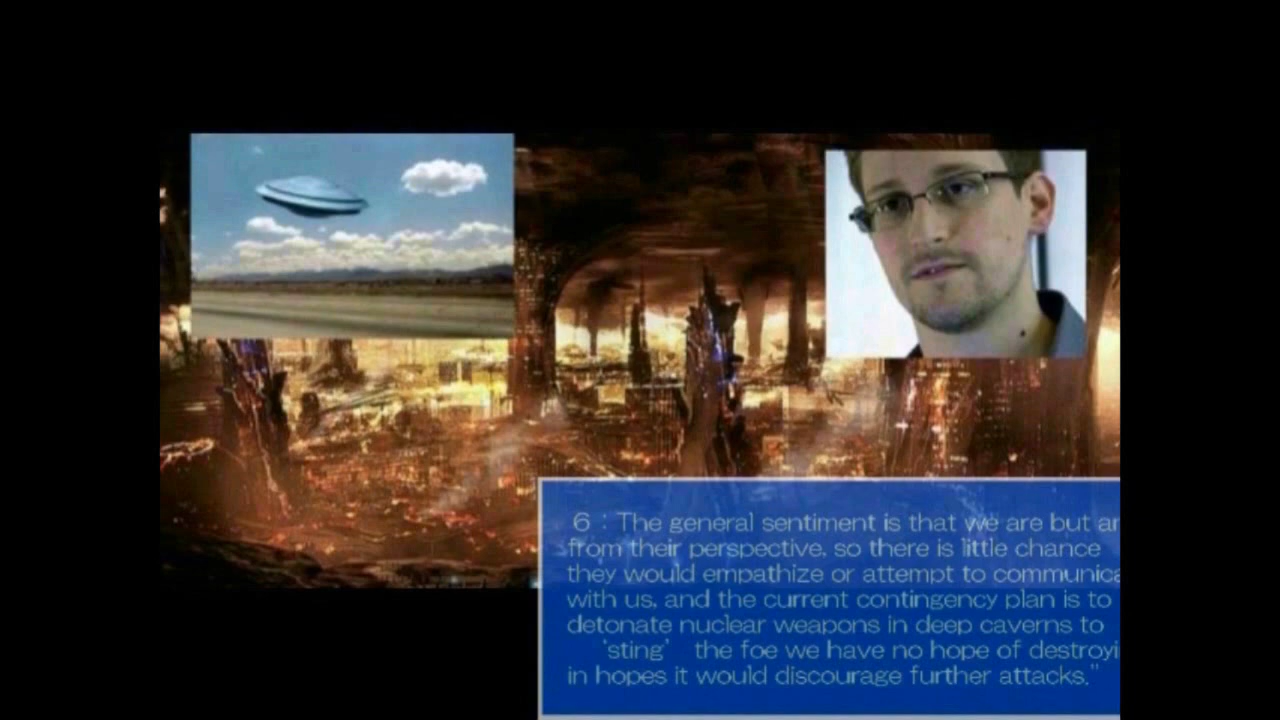 6 : The general sentiment is that we are but
from their perspective, so there is little chance
they would empathize or attempt to
with us, and the current contingency plan is to
detonate nuclear weapons in deep caverns to
'sting' the foe we have no hope of
in hopes it would discourage further attacks."